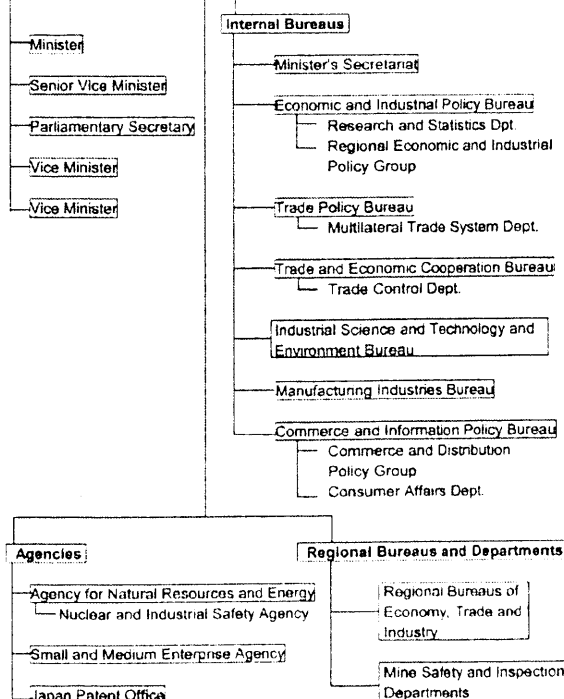 Minister
Senior Vice Minister
Parliamentary Secretary
Vice Minister
Vice Minister
Internal Bureaus
Minister's Secretariat
Economic and Industrial Policy Bureau
Research and Statistics Dpt.
Regional Economic and Industrial
Policy Group
Trade Policy Bureau
Multilateral Trade System Dept.
Trade and Economic Cooperation Bureau
Trade Control Dept.
Industrial Science and Technology and
Environment Bureau
Manufacturing Industries Bureau
Commerce and Information Policy Bureau
Commerce and Distribution
Policy Group
Consumer Affairs Dept.
Agencies
Agency for Natural Resources and Energy
Nuclear and Industrial Safety Agency
Small and Medium Enterprise Agency
Japan Patent Office
Regional Bureaus and Departments
Regional Bureaus of
Economy, Trade and
Industry
Mine Safety and Inspection
Departments